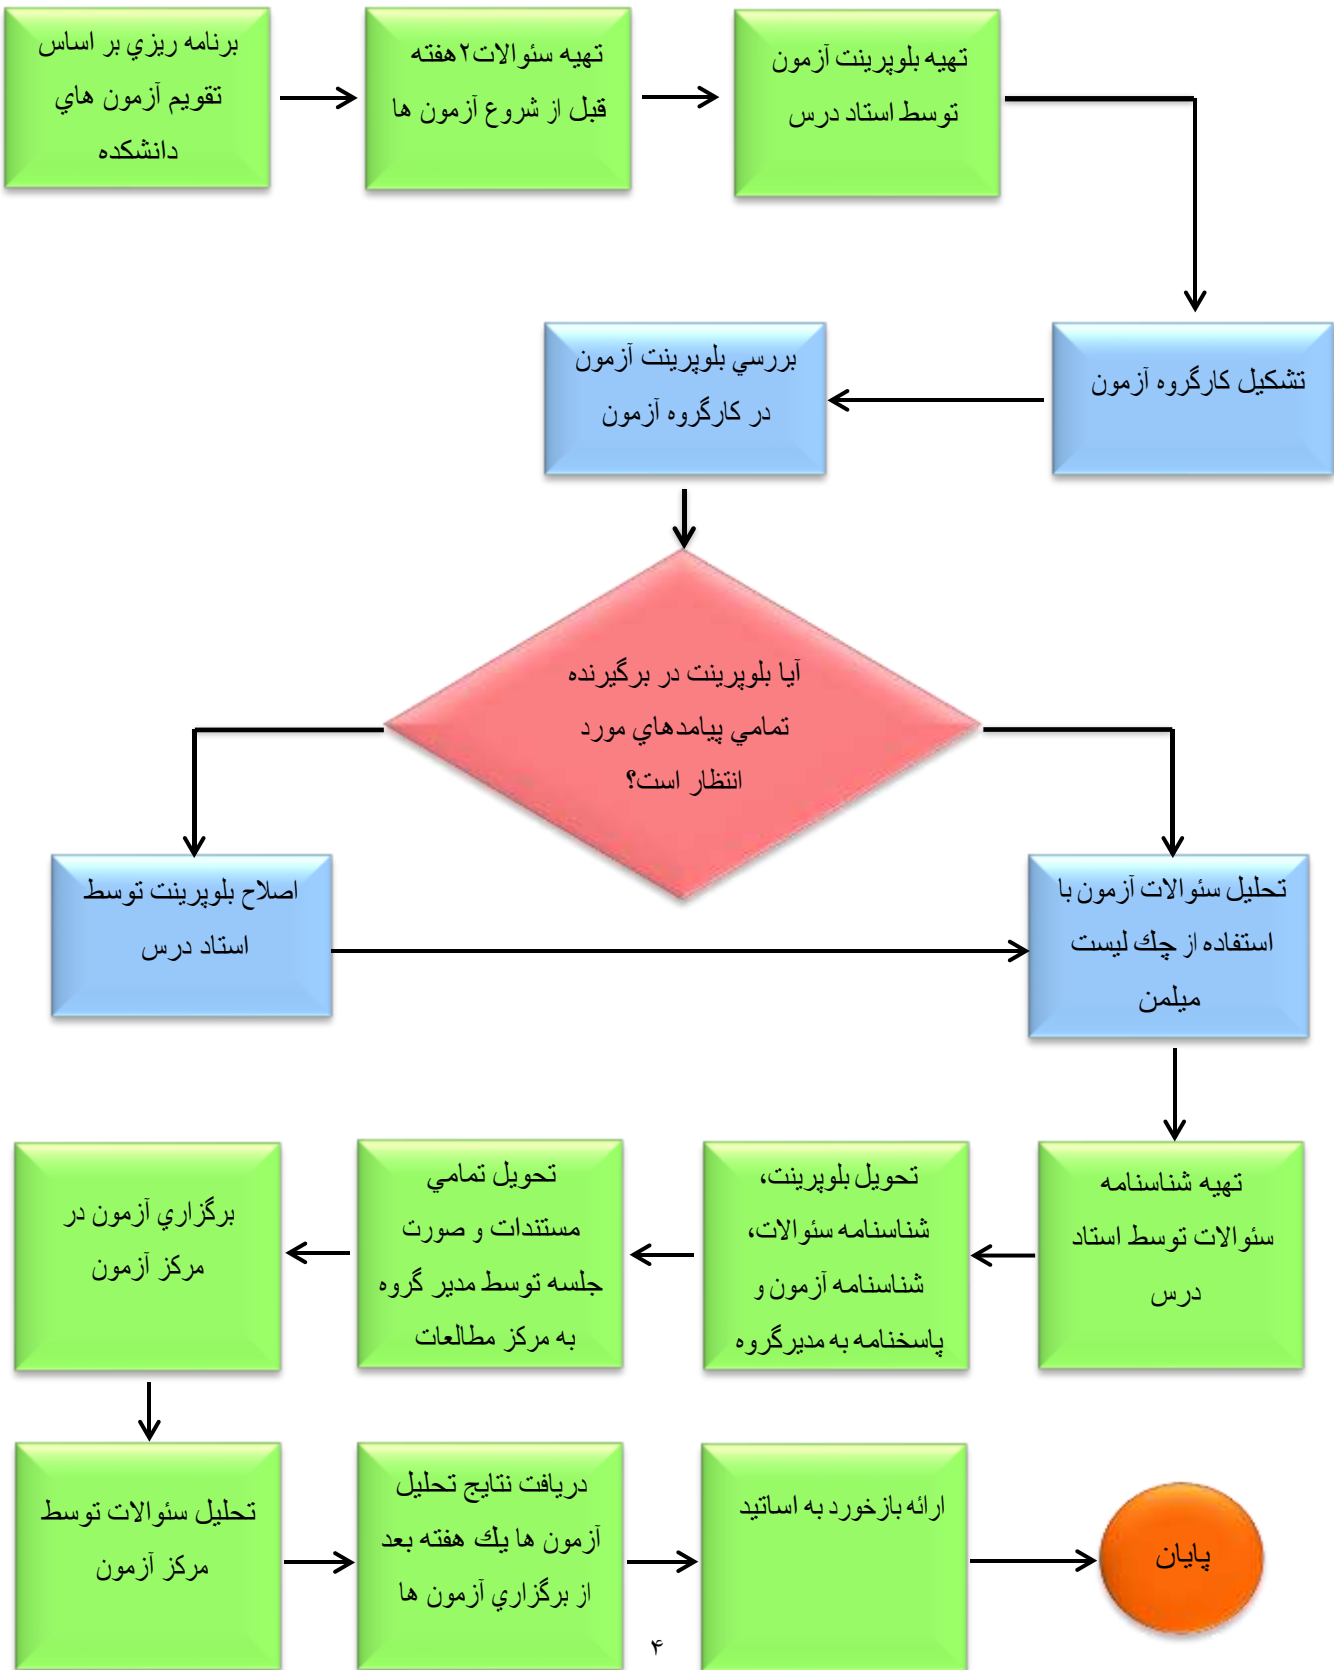 برنامه ريزي بر اساس
تقويم آزمون هاي
دانشكده
تهيه سئوالات۲هفته
قبل از شروع آزمون ها
تهيه بلوپرينت آزمون
توسط استاد درس
تشكيل كارگروه آزمون
بررسي بلوپرينت آزمون
در كارگروه آزمون
آيا بلوپرينت در برگيرنده
تمامي پيامدهاي مورد
انتظار است؟
اصلاح بلوپرينت توسط
استاد درس
تحليل سئوالات آزمون با
استفاده از چك ليست
ميلمن
تهيه شناسنامه
سئوالات توسط استاد
درس
تحويل بلوپرينت،
شناسنامه سئوالات،
شناسنامه آزمون و
پاسخنامه به مديرگروه
تحويل تمامي
مستندات و صورت
جلسه توسط مدير گروه
به مركز مطالعات
برگزاري آزمون در
مركز آزمون
تحليل سئوالات توسط
مركز آزمون
دريافت نتايج تحليل
آزمون ها يك هفته بعد
از برگزاري آزمون ها
ارائه بازخورد به اساتيد
پايان
۴